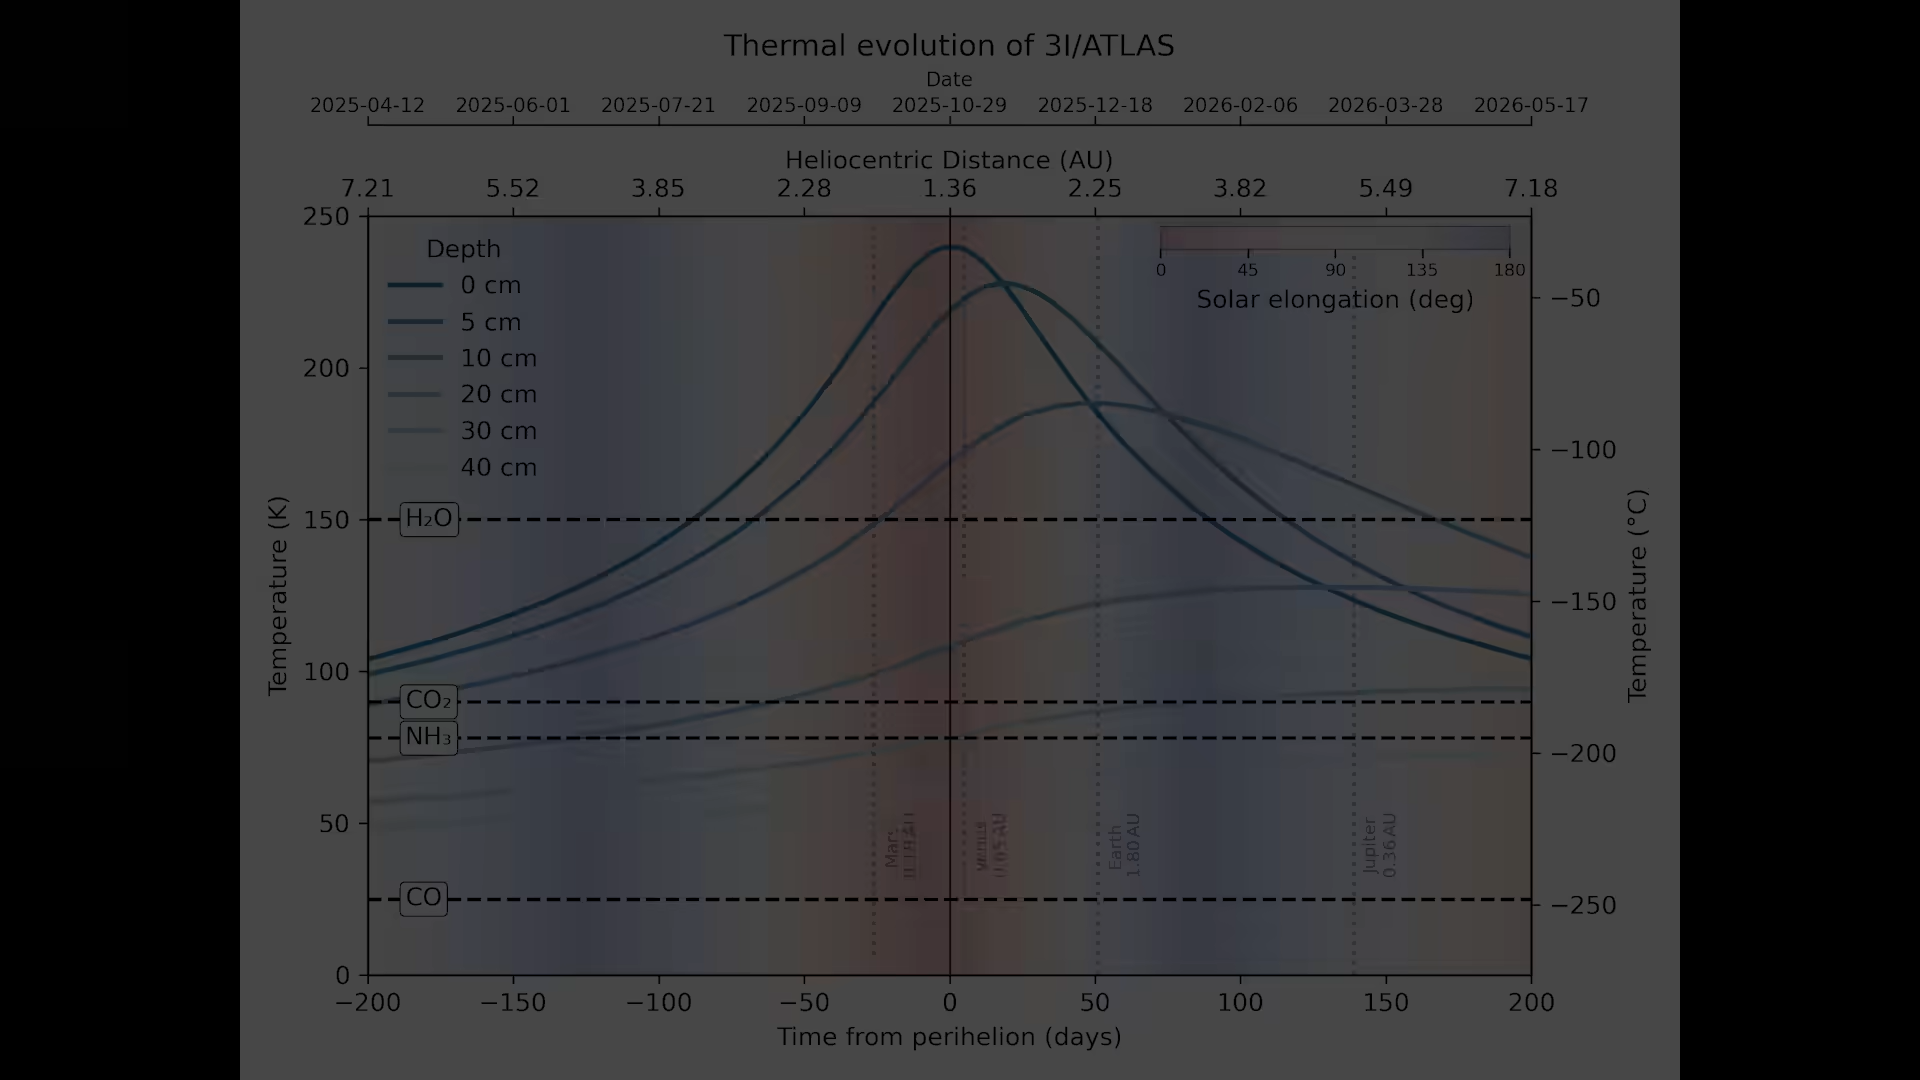 Thermal evolution of 3I/ATLAS
Date
2025-04-12 2025-06-01 2025-07-21 2025-09-09 2025-10-29 2025-12-18 2026-02-06 2026-03-28 2026-05-17
Heliocentric Distance (AU)
7.21 5.52 3.85 2.28 1.36 2.25 3.82 5.49 7.18
Depth
0 cm
5 cm
10 cm
20 cm
30 cm
40 cm
0 45 90 135 180
Solar elongation (deg)
250
200
150
100
50
0
Temperature (K)
H₂O
CO₂
NH₃
CO
Mars
Earth
1.80 AU
Jupiter
0.36 AU
−50
−100
−150
−200
−250
Temperature (°C)
−200 −150 −100 −50 0 50 100 150 200
Time from perihelion (days)